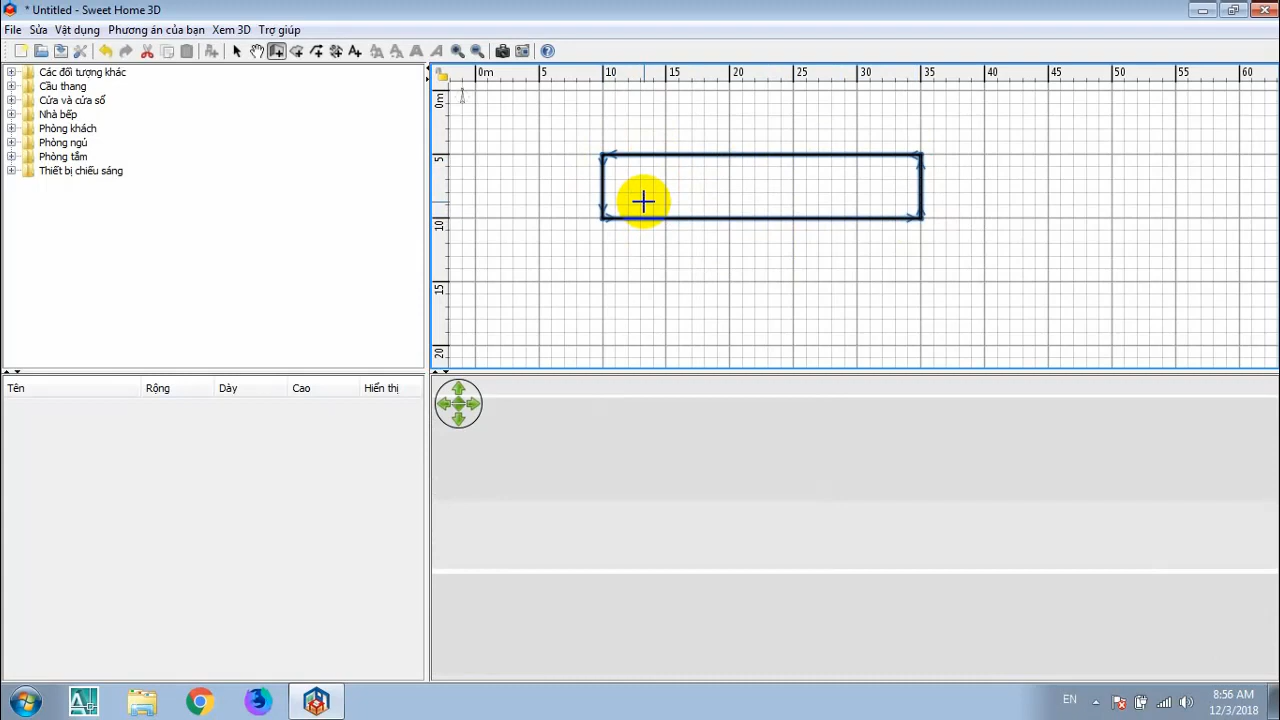 * Untitled - Sweet Home 3D
File Sửa Vật dụng Phương án của bạn Xem 3D Trợ giúp
Các đối tượng khác
Cầu thang
Cửa và cửa sổ
Nhà bếp
Phòng khách
Phòng ngủ
Phòng tắm
Thiết bị chiếu sáng
0m 5 10 15 20 25 30 35 40 45 50 55 60
0m
5
10
15
20
Tên Rộng Dày Cao Hiển thị
EN
8:56 AM
12/3/2018